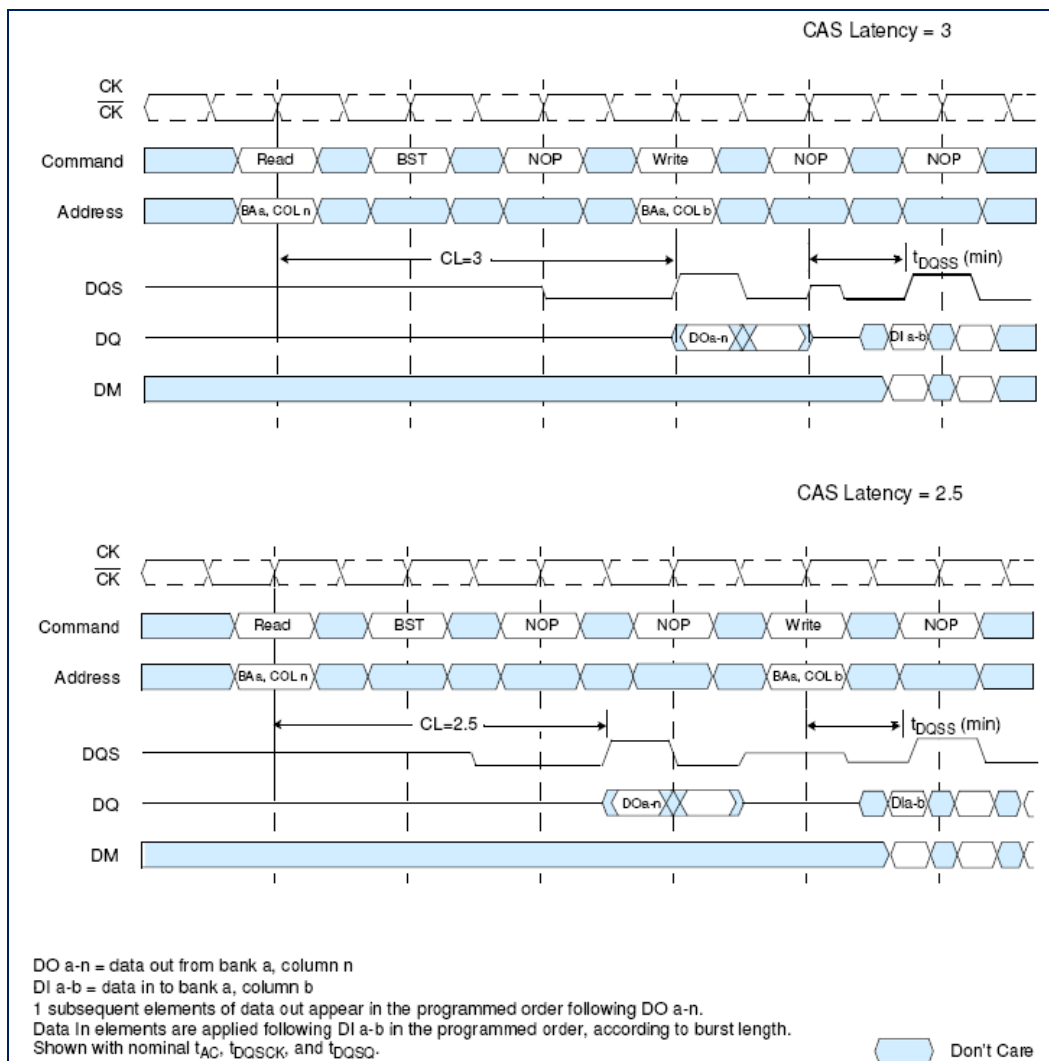 CAS Latency = 3
CK
CK
Command Read BST NOP Write NOP NOP
Address BAa, COL n BAa, COL b
CL=3 tDQSS (min)
DQS
DQ DOa-n DI a-b
DM
CAS Latency = 2.5
CK
CK
Command Read BST NOP NOP Write NOP
Address BAa, COL n BAa, COL b
CL=2.5 tDQSS (min)
DQS
DQ DOa-n DIa-b
DM
DO a-n = data out from bank a, column n
DI a-b = data in to bank a, column b
1 subsequent elements of data out appear in the programmed order following DO a-n.
Data In elements are applied following DI a-b in the programmed order, according to burst length.
Shown with nominal tAC, tDQSCK, and tDQSQ.
Don't Care